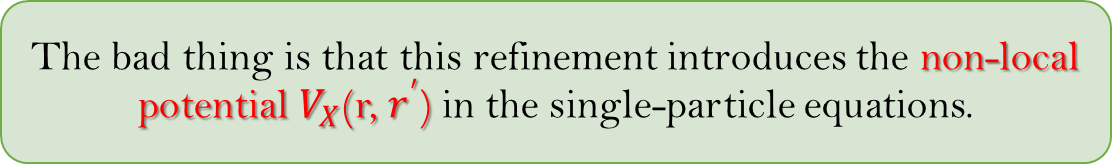 The bad thing is that this refinement introduces the non-local
potential V_X(r, r′) in the single-particle equations.